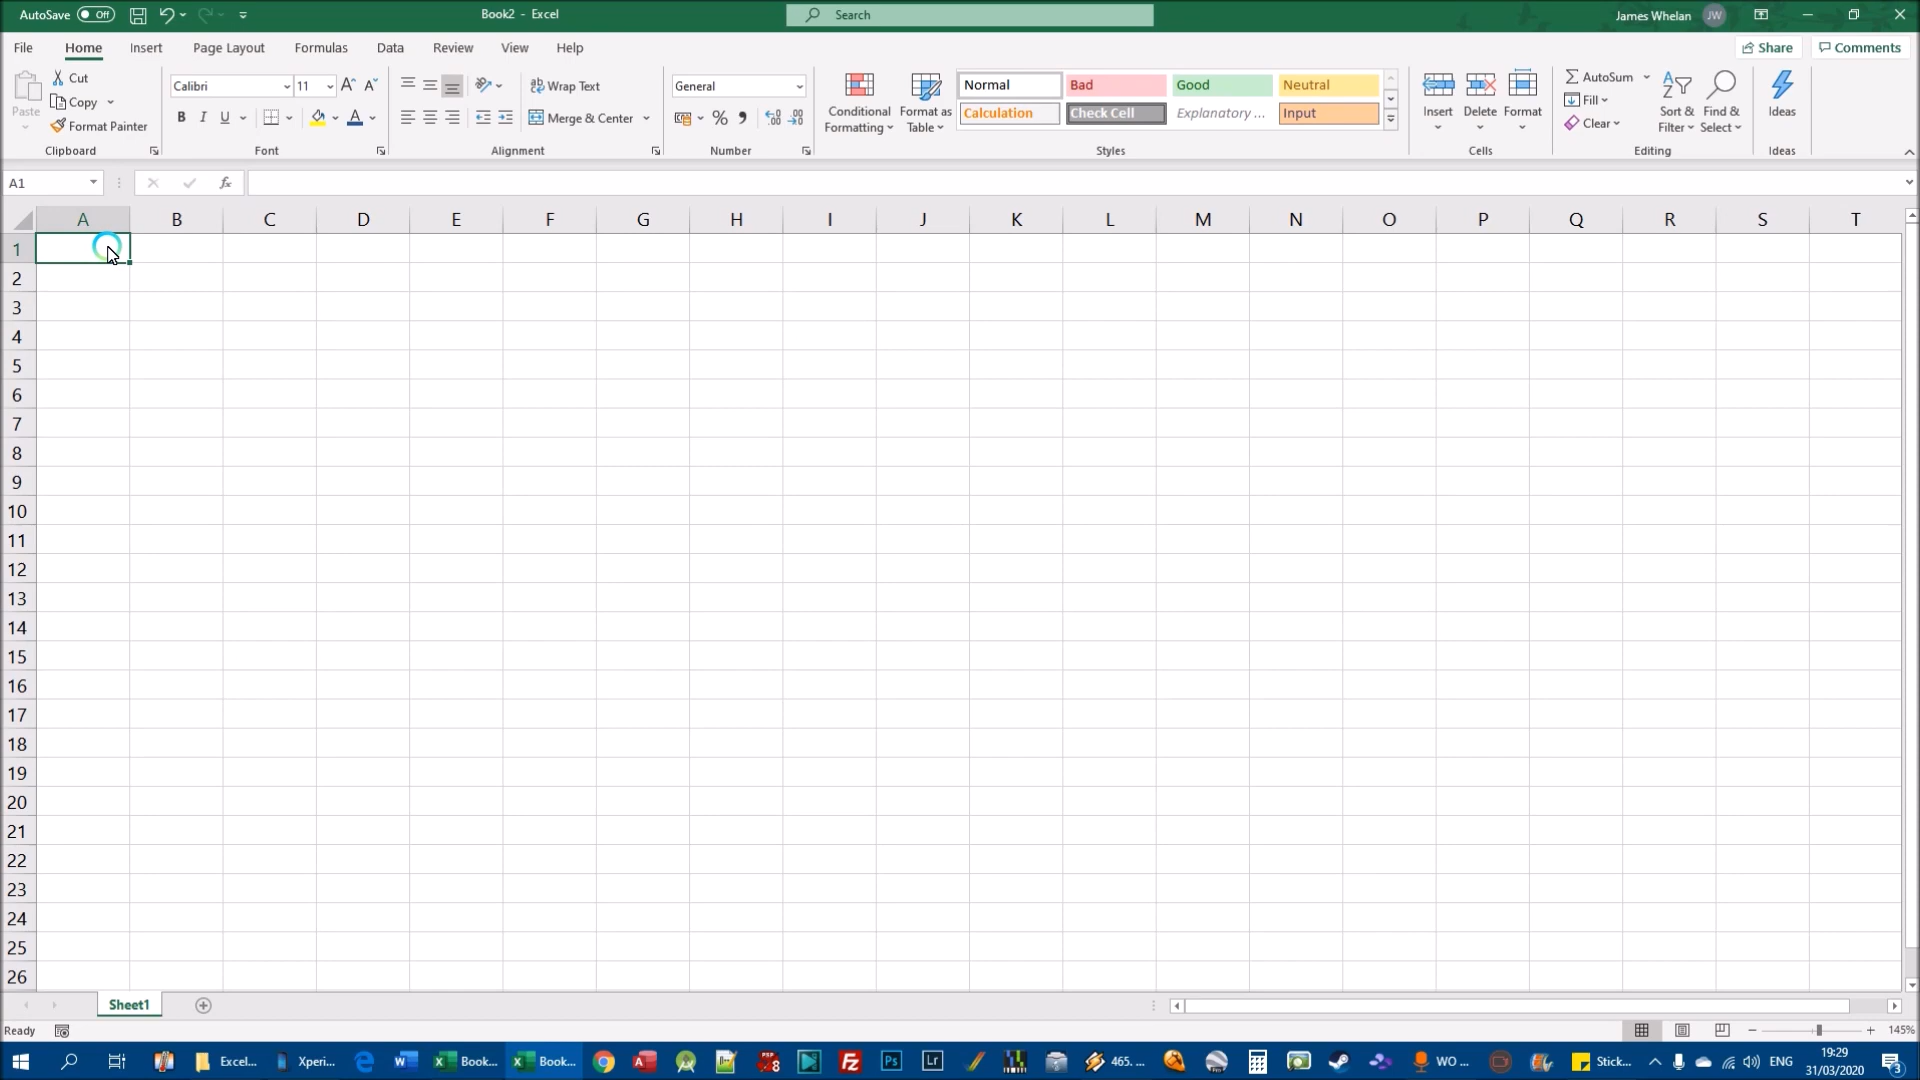 AutoSave Off Book2 - Excel Search James Whelan JW
File Home Insert Page Layout Formulas Data Review View Help Share Comments
Paste Cut Copy Format Painter Clipboard
Calibri 11 B I U A Font
ab Wrap Text Merge & Center Alignment
General % Number
Conditional Formatting Format as Table Normal Bad Good Neutral
Calculation Check Cell Explanatory ... Input Styles
Insert Delete Format Cells
AutoSum Fill Clear Sort & Filter Find & Select Editing
Ideas Ideas
A1 fx
A B C D E F G H I J K L M N O P Q R S T
1
2
3
4
5
6
7
8
9
10
11
12
13
14
15
16
17
18
19
20
21
22
23
24
25
26
Sheet1
Ready 145%
Excel... Xperi... Book... Book... Ps Lr 465. ... WO ... Stick... ENG 19:29
31/03/2020 3